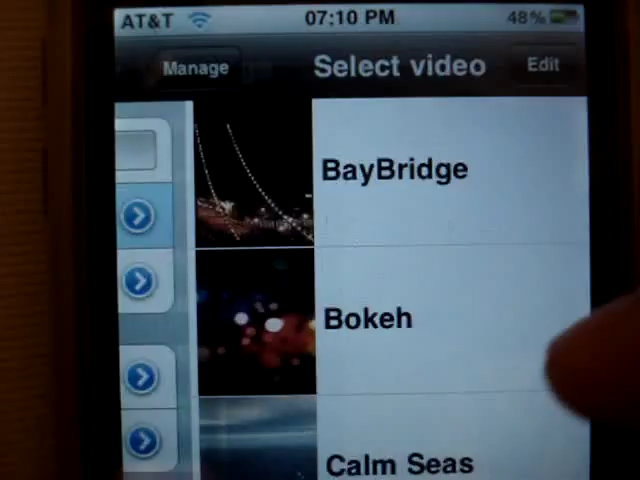 AT&T 07:10 PM 48%
Manage Select video Edit
BayBridge
Bokeh
Calm Seas